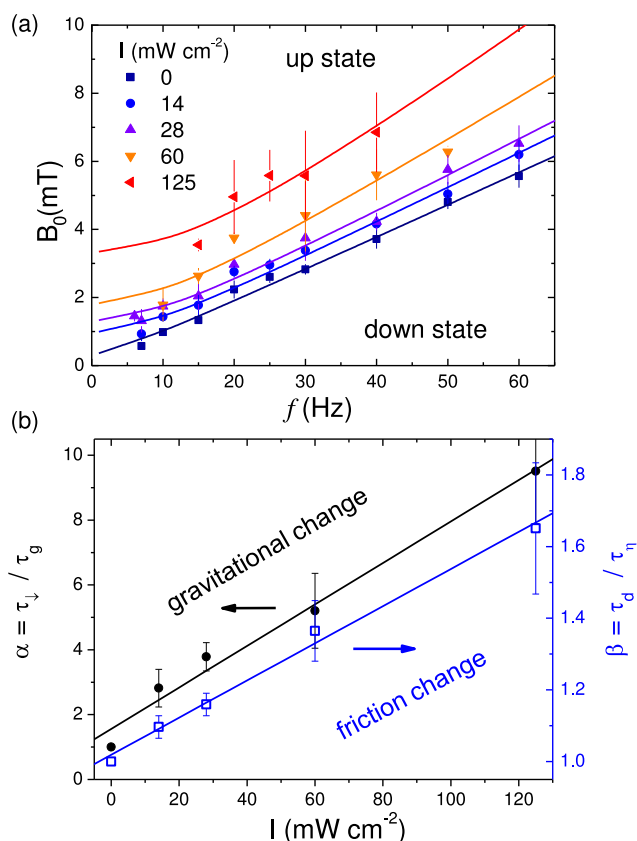 (a)
I (mW cm⁻²)
0
14
28
60
125
up state
down state
B₀(mT)
10
8
6
4
2
0
0 10 20 30 40 50 60
f (Hz)
(b)
gravitational change
friction change
α = τ↓ / τg
10
8
6
4
2
0
β = τd / τη
1.8
1.6
1.4
1.2
1.0
0 20 40 60 80 100 120
I (mW cm⁻²)